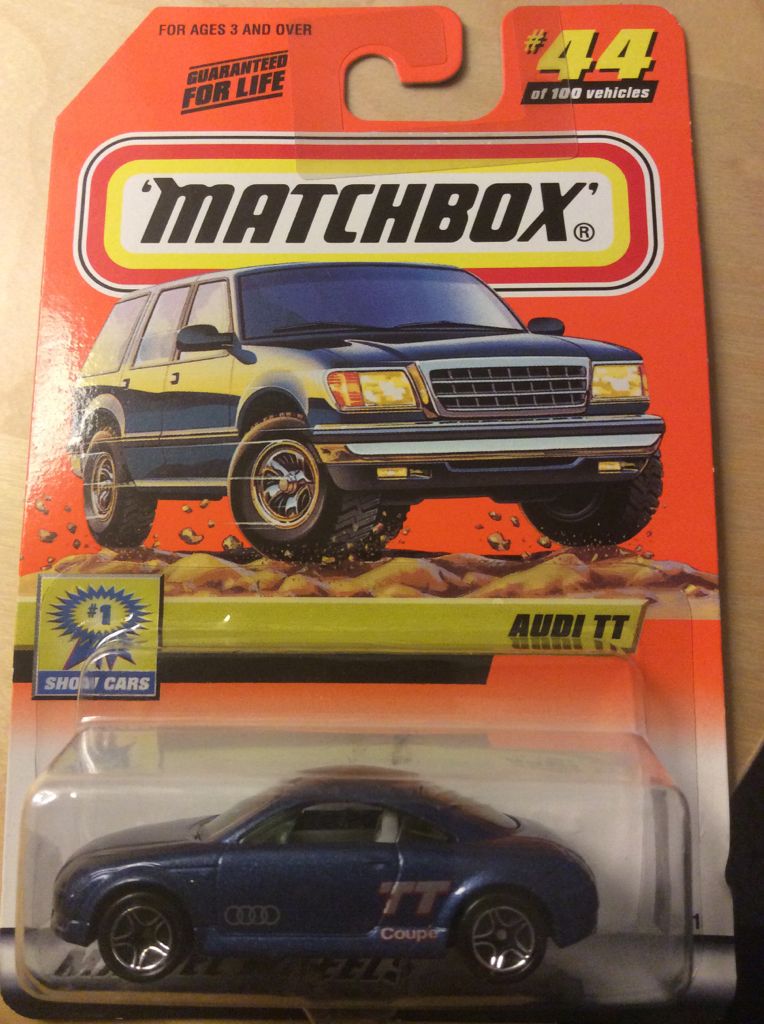 FOR AGES 3 AND OVER
GUARANTEED
FOR LIFE
#44
of 100 vehicles
'MATCHBOX'®
AUDI TT
#1
SHOW CARS
TT
Coupé
1